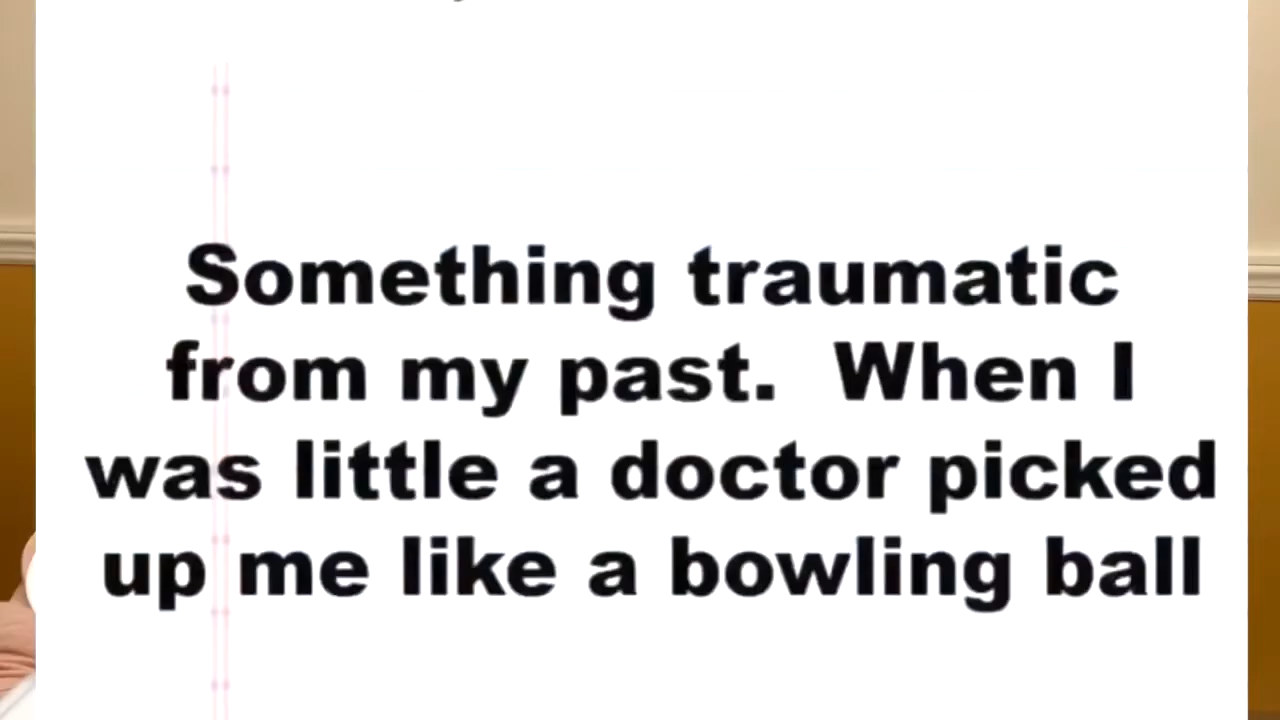 Something traumatic
from my past. When I
was little a doctor picked
up me like a bowling ball